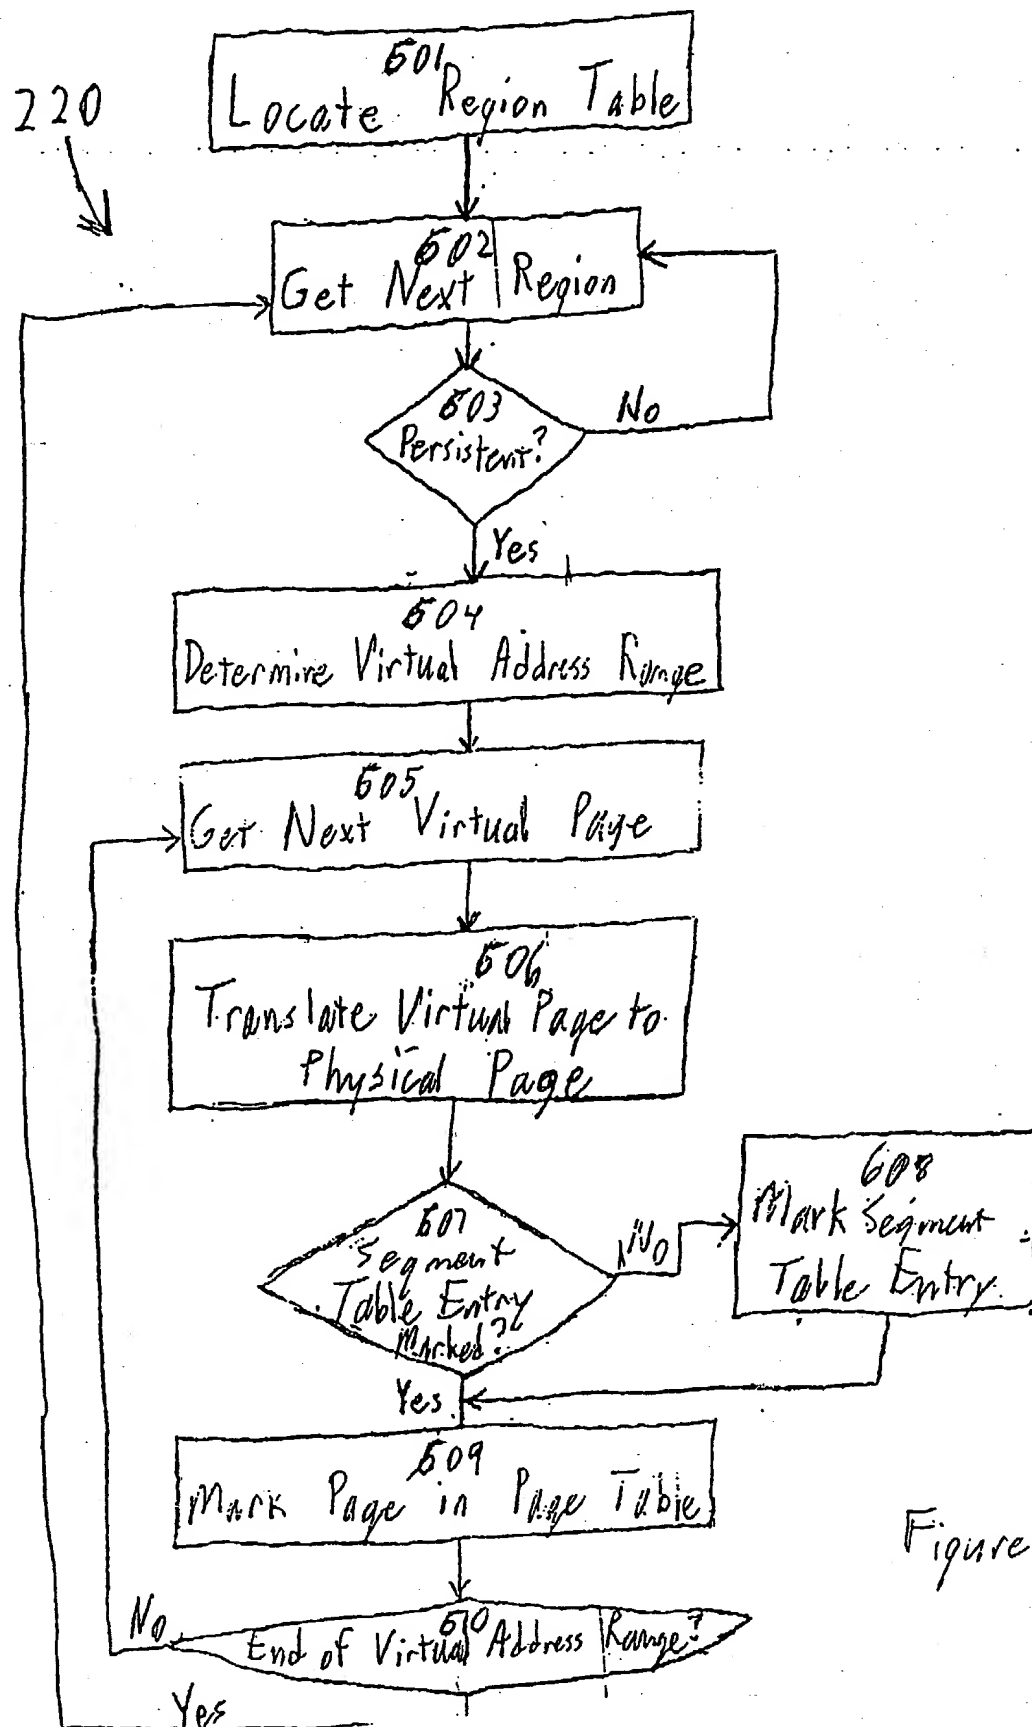 220
601
Locate Region Table
602
Get Next Region
603
Persistent?
No
Yes
604
Determine Virtual Address Range
605
Get Next Virtual Page
606
Translate Virtual Page to
Physical Page
607
Segment
Table Entry
Marked?
No
608
Mark Segment
Table Entry
Yes
609
Mark Page in Page Table
Figure
610
End of Virtual Address Range?
No
Yes